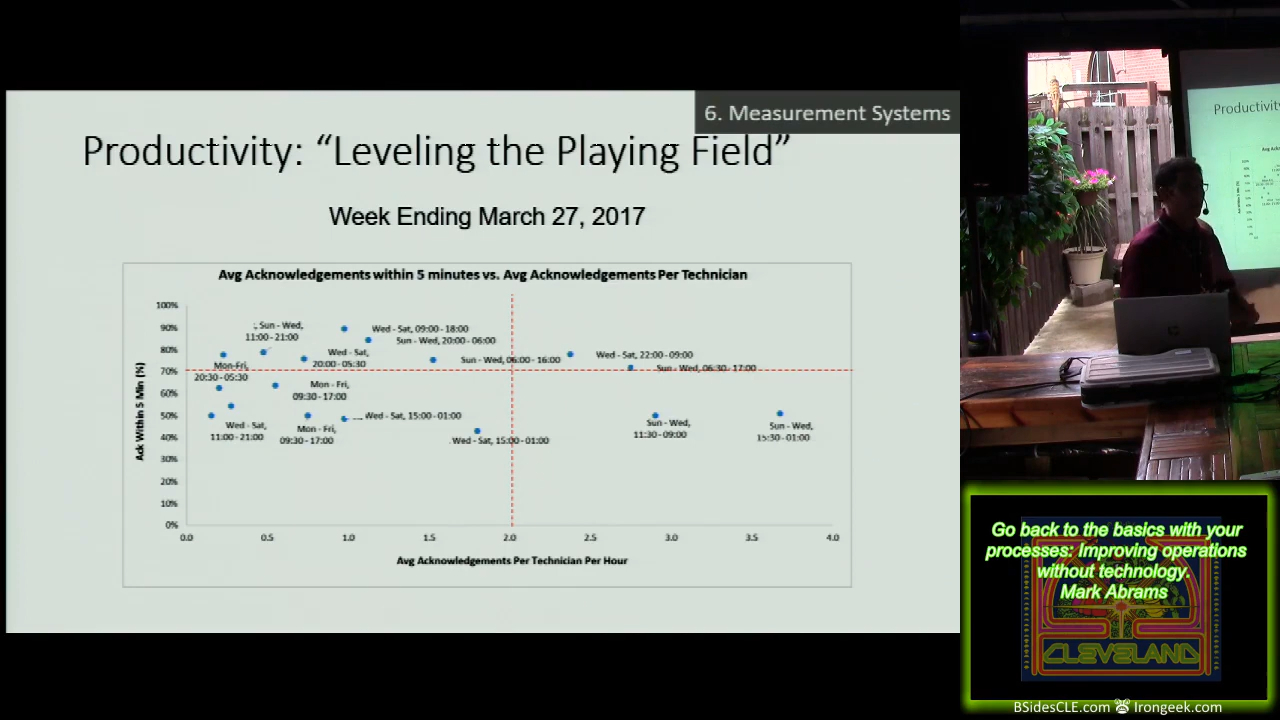 6. Measurement Systems
Productivity: “Leveling the Playing Field”
Week Ending March 27, 2017
Avg Acknowledgements within 5 minutes vs. Avg Acknowledgements Per Technician
100%
90%
80%
70%
60%
50%
40%
30%
20%
10%
0%
Ack Within 5 Min (%)
Sun - Wed,
11:00 - 21:00
Wed - Sat, 09:00 - 18:00
Sun - Wed, 20:00 - 06:00
Wed - Sat,
20:00 - 05:30
Sun - Wed, 06:00 - 16:00
Wed - Sat, 22:00 - 09:00
Sun - Wed, 06:30 - 17:00
Mon-Fri,
20:30 - 05:30
Mon - Fri,
09:30 - 17:00
Wed - Sat, 15:00 - 01:00
Wed - Sat,
11:00 - 21:00
Mon - Fri,
09:30 - 17:00
Wed - Sat, 15:00 - 01:00
Sun - Wed,
11:30 - 09:00
Sun - Wed,
15:30 - 01:00
0.0 0.5 1.0 1.5 2.0 2.5 3.0 3.5 4.0
Avg Acknowledgements Per Technician Per Hour
Productivity
Go back to the basics with your
processes: Improving operations
without technology.
Mark Abrams
CLEVELAND
BSidesCLE.com Irongeek.com